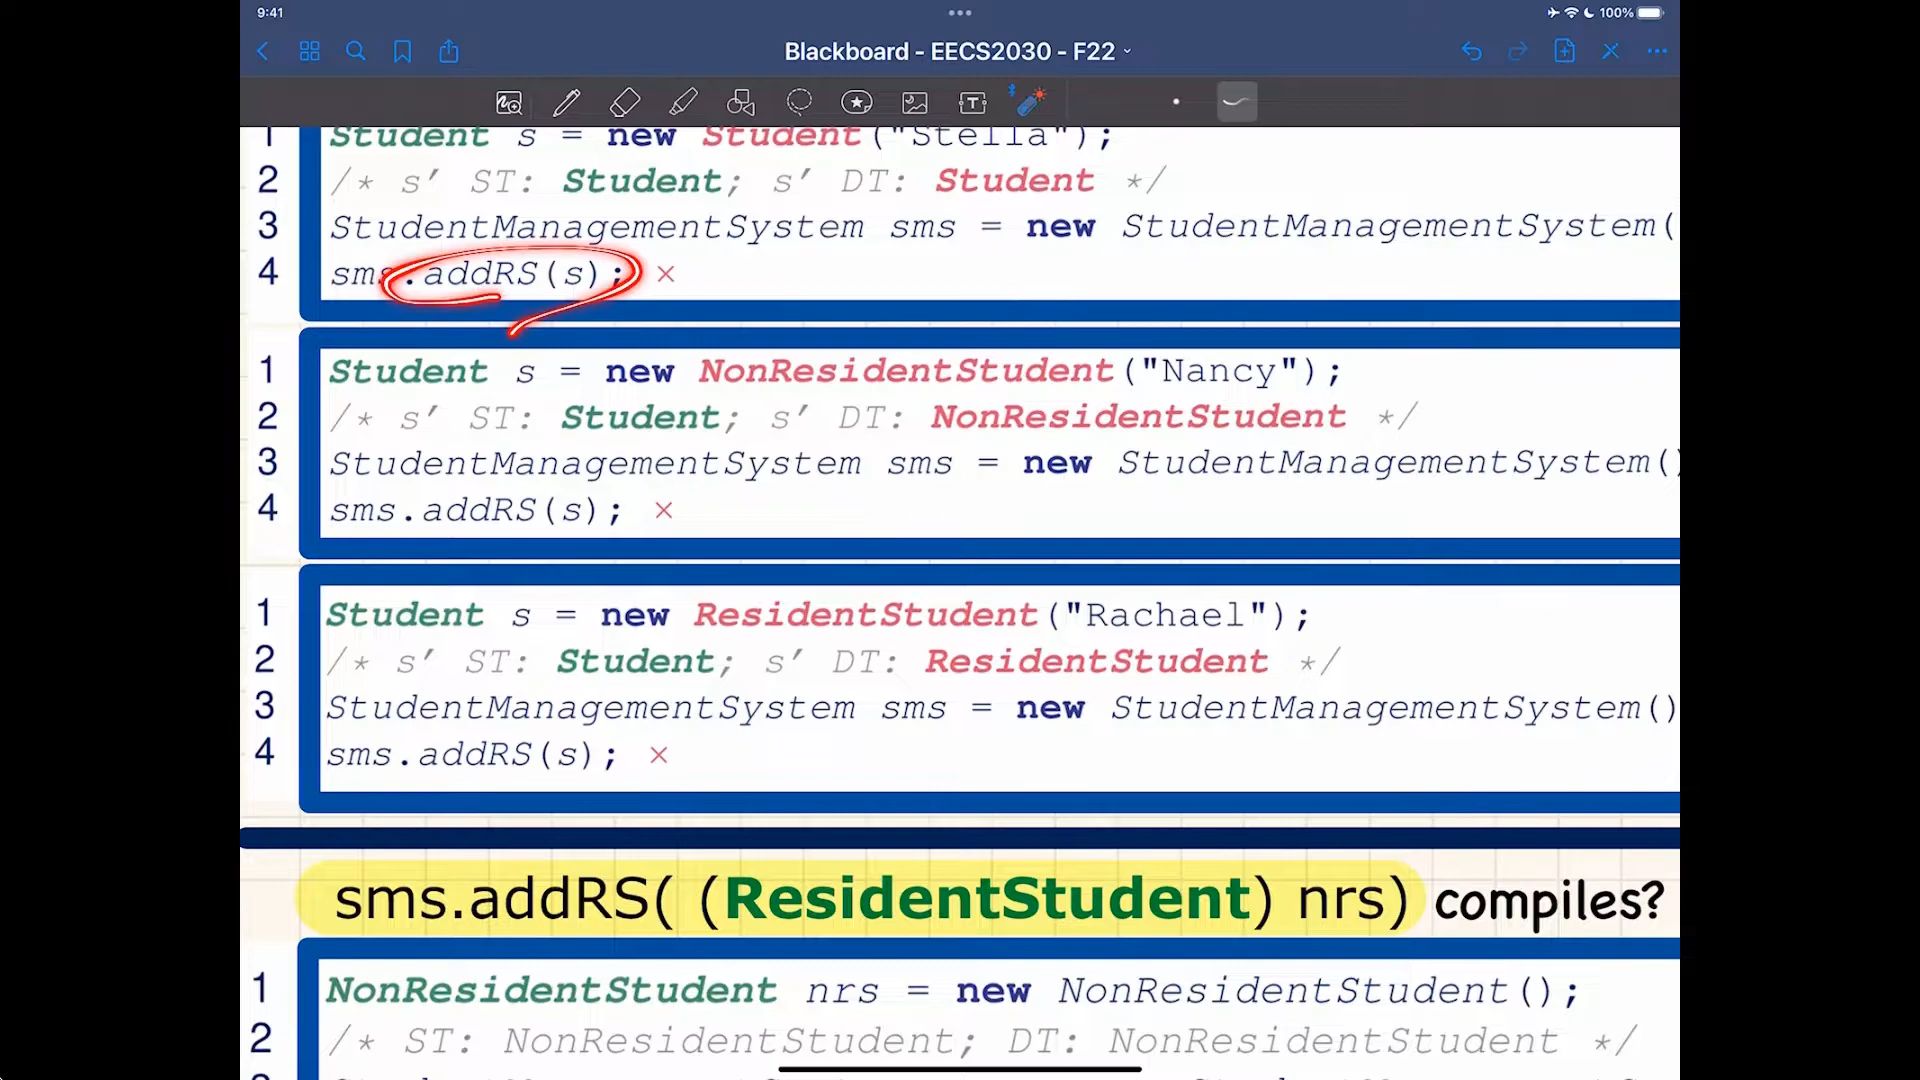 9:41
100%
Blackboard - EECS2030 - F22
1 Student s = new Student("Stella");
2 /* s' ST: Student; s' DT: Student */
3 StudentManagementSystem sms = new StudentManagementSystem(
4 sms.addRS(s); ×
1 Student s = new NonResidentStudent("Nancy");
2 /* s' ST: Student; s' DT: NonResidentStudent */
3 StudentManagementSystem sms = new StudentManagementSystem()
4 sms.addRS(s); ×
1 Student s = new ResidentStudent("Rachael");
2 /* s' ST: Student; s' DT: ResidentStudent */
3 StudentManagementSystem sms = new StudentManagementSystem()
4 sms.addRS(s); ×
sms.addRS( (ResidentStudent) nrs) compiles?
1 NonResidentStudent nrs = new NonResidentStudent();
2 /* ST: NonResidentStudent; DT: NonResidentStudent */